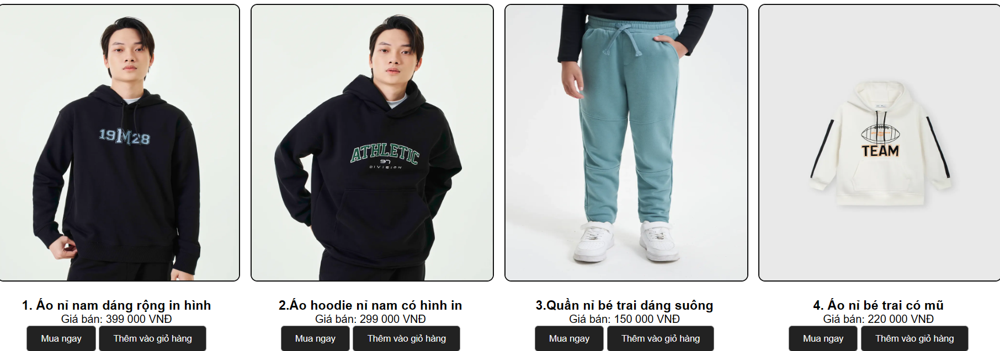 19M28
ATHLETIC
97
DIVISION
TEAM
1. Áo nỉ nam dáng rộng in hình
Giá bán: 399 000 VNĐ
Mua ngay
Thêm vào giỏ hàng
2.Áo hoodie nỉ nam có hình in
Giá bán: 299 000 VNĐ
Mua ngay
Thêm vào giỏ hàng
3.Quần nỉ bé trai dáng suông
Giá bán: 150 000 VNĐ
Mua ngay
Thêm vào giỏ hàng
4. Áo nỉ bé trai có mũ
Giá bán: 220 000 VNĐ
Mua ngay
Thêm vào giỏ hàng